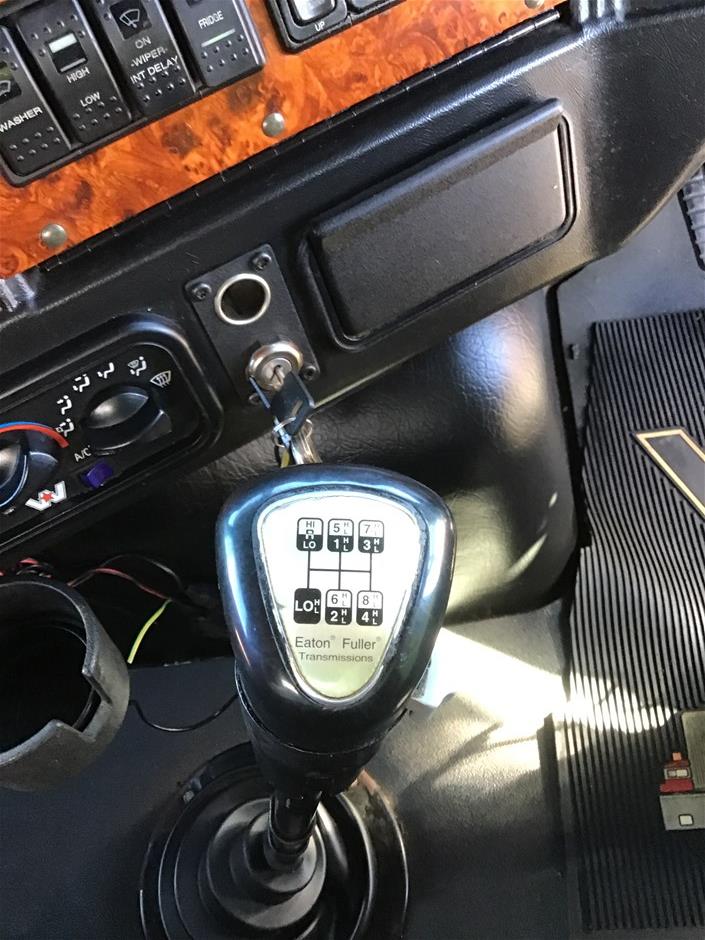 WASHER
HIGH
LOW
ON
-WIPER-
INT DELAY
FRIDGE
UP
A/C
HI R LO
5 H L 1 H L
7 H L 3 H L
LO H L
6 H L 2 H L
8 H L 4 H L
Eaton® Fuller®
Transmissions